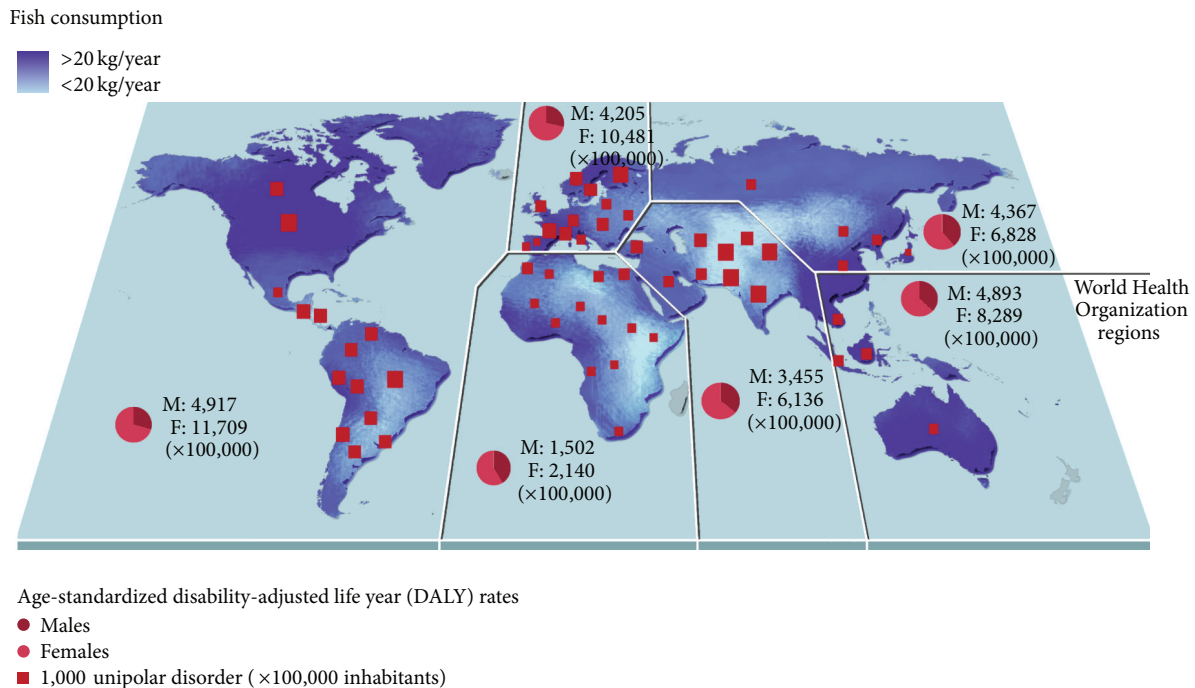 Fish consumption
>20 kg/year
<20 kg/year
M: 4,205
F: 10,481
(×100,000)
M: 4,367
F: 6,828
(×100,000)
M: 4,893
F: 8,289
(×100,000)
World Health
Organization
regions
M: 3,455
F: 6,136
(×100,000)
M: 4,917
F: 11,709
(×100,000)
M: 1,502
F: 2,140
(×100,000)
Age-standardized disability-adjusted life year (DALY) rates
Males
Females
1,000 unipolar disorder (×100,000 inhabitants)